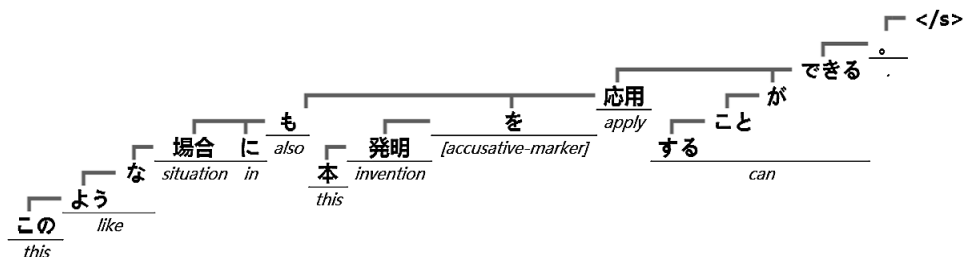 この よう な 場合 に も 本 発明 を 応用 する こと が できる 。 </s>
this like situation in also this invention [accusative-marker] apply can .